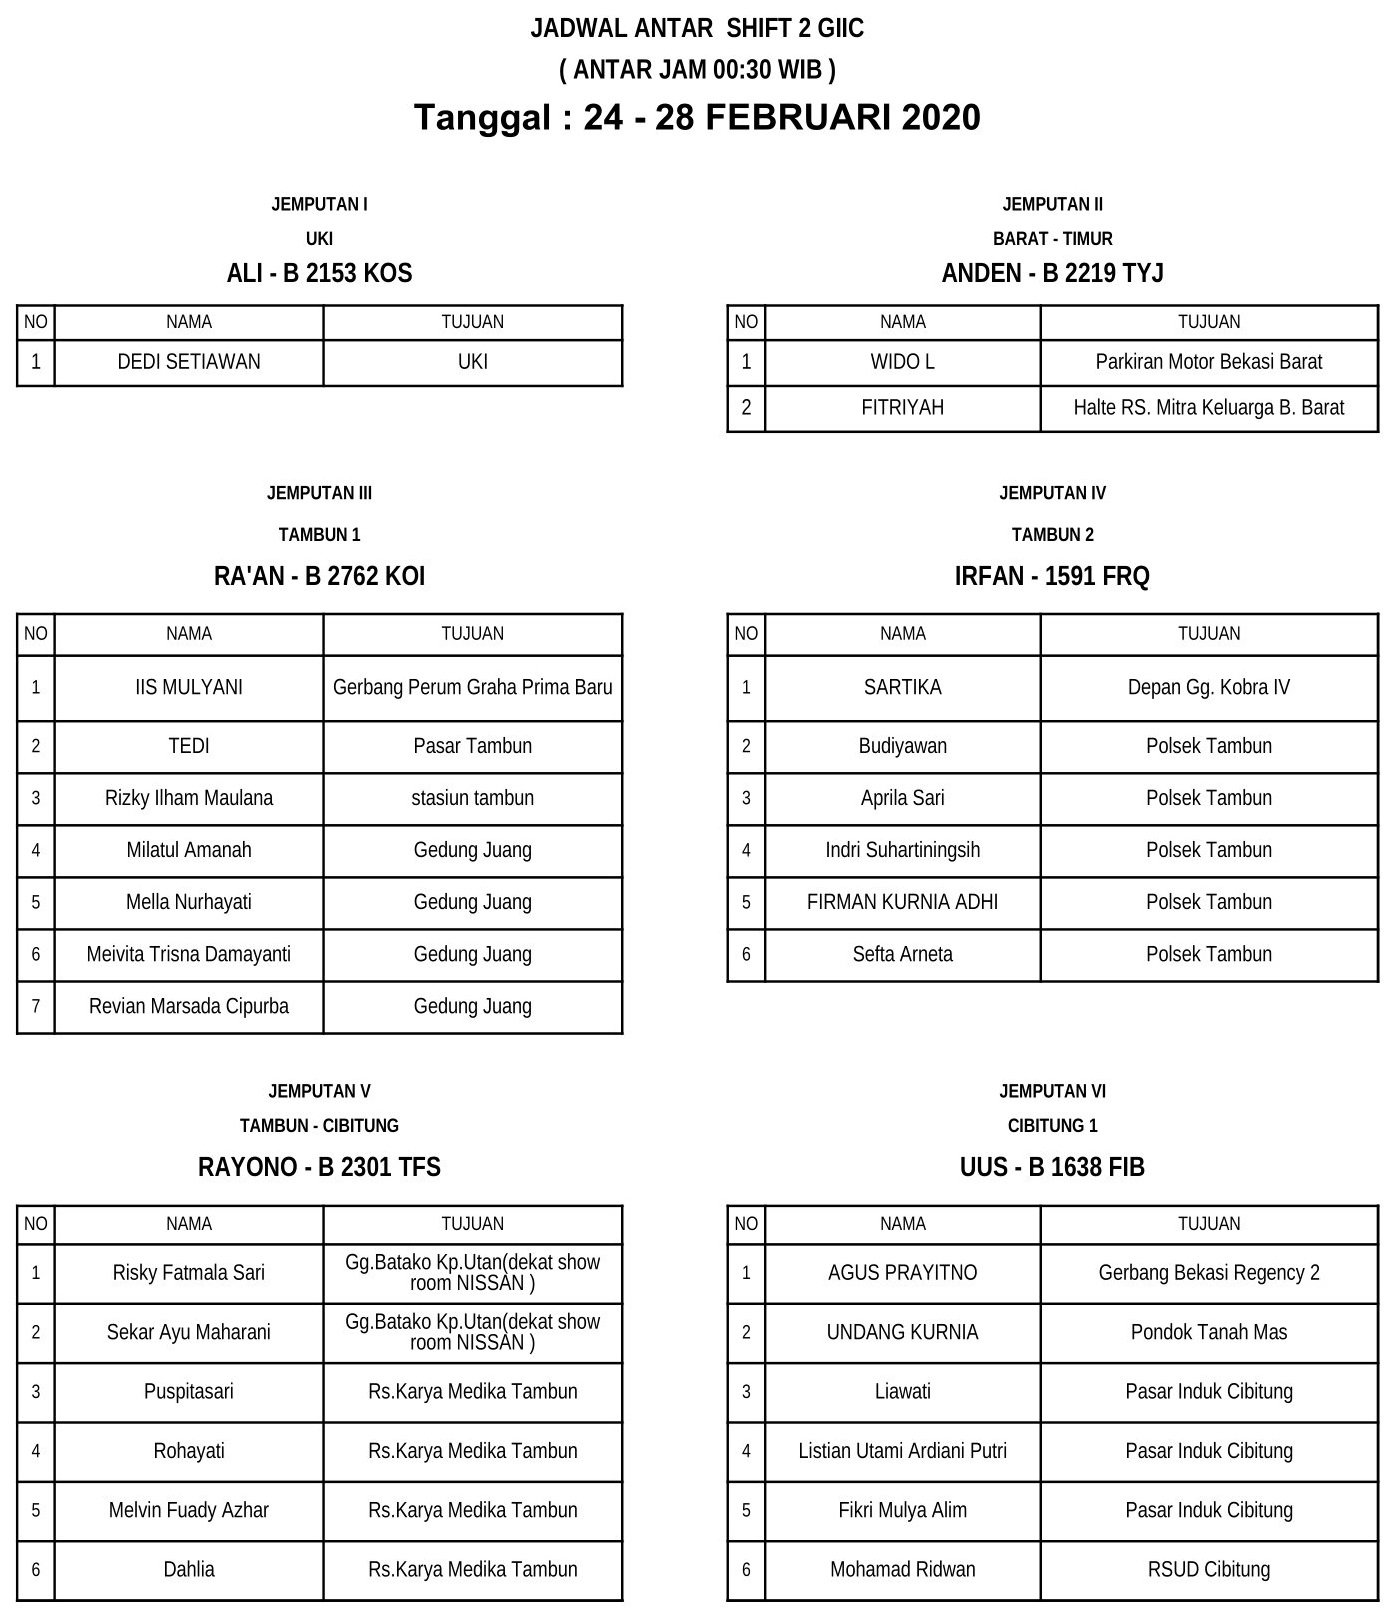 JADWAL ANTAR  SHIFT 2 GIIC
( ANTAR JAM 00:30 WIB )
Tanggal : 24 - 28 FEBRUARI 2020
JEMPUTAN I
UKI
ALI - B 2153 KOS
NO NAMA TUJUAN
1 DEDI SETIAWAN UKI
JEMPUTAN II
BARAT - TIMUR
ANDEN - B 2219 TYJ
NO NAMA TUJUAN
1 WIDO L Parkiran Motor Bekasi Barat
2 FITRIYAH Halte RS. Mitra Keluarga B. Barat
JEMPUTAN III
TAMBUN 1
RA'AN - B 2762 KOI
NO NAMA TUJUAN
1 IIS MULYANI Gerbang Perum Graha Prima Baru
2 TEDI Pasar Tambun
3 Rizky Ilham Maulana stasiun tambun
4 Milatul Amanah Gedung Juang
5 Mella Nurhayati Gedung Juang
6 Meivita Trisna Damayanti Gedung Juang
7 Revian Marsada Cipurba Gedung Juang
JEMPUTAN IV
TAMBUN 2
IRFAN - 1591 FRQ
NO NAMA TUJUAN
1 SARTIKA Depan Gg. Kobra IV
2 Budiyawan Polsek Tambun
3 Aprila Sari Polsek Tambun
4 Indri Suhartiningsih Polsek Tambun
5 FIRMAN KURNIA ADHI Polsek Tambun
6 Sefta Arneta Polsek Tambun
JEMPUTAN V
TAMBUN - CIBITUNG
RAYONO - B 2301 TFS
NO NAMA TUJUAN
1 Risky Fatmala Sari Gg.Batako Kp.Utan(dekat show
room NISSAN )
2 Sekar Ayu Maharani Gg.Batako Kp.Utan(dekat show
room NISSAN )
3 Puspitasari Rs.Karya Medika Tambun
4 Rohayati Rs.Karya Medika Tambun
5 Melvin Fuady Azhar Rs.Karya Medika Tambun
6 Dahlia Rs.Karya Medika Tambun
JEMPUTAN VI
CIBITUNG 1
UUS - B 1638 FIB
NO NAMA TUJUAN
1 AGUS PRAYITNO Gerbang Bekasi Regency 2
2 UNDANG KURNIA Pondok Tanah Mas
3 Liawati Pasar Induk Cibitung
4 Listian Utami Ardiani Putri Pasar Induk Cibitung
5 Fikri Mulya Alim Pasar Induk Cibitung
6 Mohamad Ridwan RSUD Cibitung